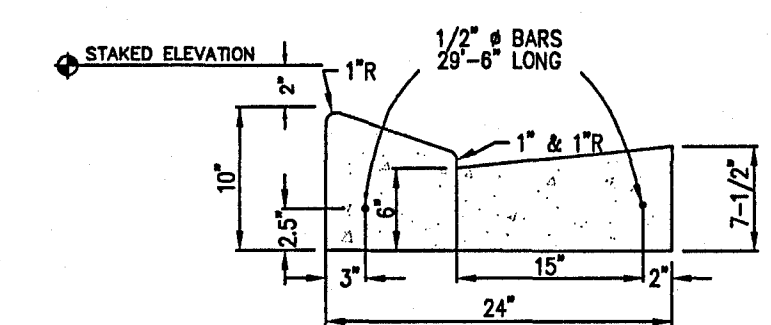 STAKED ELEVATION
1/2" ø BARS
29'-6" LONG
1"R
2"
1" & 1"R
10"
6"
2.5"
7-1/2"
3"
15"
2"
24"